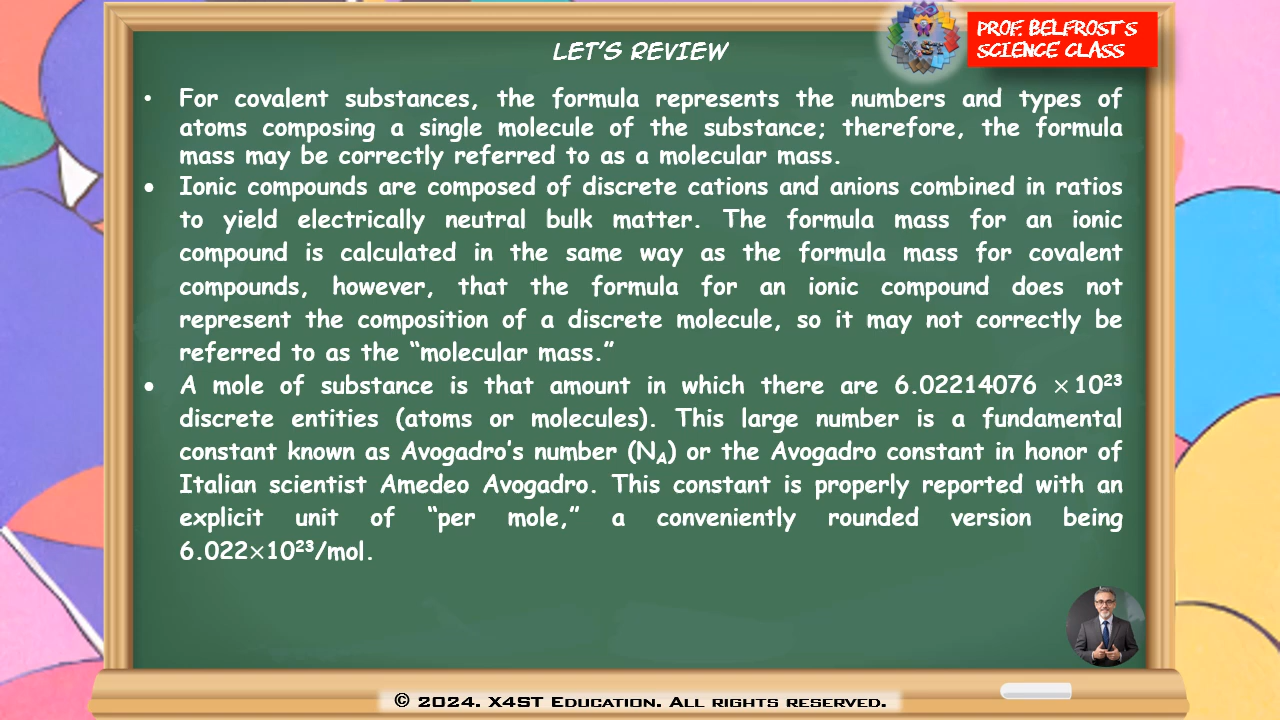 LET'S REVIEW
X4ST
PROF. BELFROST'S
SCIENCE CLASS
• For covalent substances, the formula represents the numbers and types of
atoms composing a single molecule of the substance; therefore, the formula
mass may be correctly referred to as a molecular mass.
• Ionic compounds are composed of discrete cations and anions combined in ratios
to yield electrically neutral bulk matter. The formula mass for an ionic
compound is calculated in the same way as the formula mass for covalent
compounds, however, that the formula for an ionic compound does not
represent the composition of a discrete molecule, so it may not correctly be
referred to as the “molecular mass.”
• A mole of substance is that amount in which there are 6.02214076 ×10²³
discrete entities (atoms or molecules). This large number is a fundamental
constant known as Avogadro’s number (N_A) or the Avogadro constant in honor of
Italian scientist Amedeo Avogadro. This constant is properly reported with an
explicit unit of “per mole,” a conveniently rounded version being
6.022×10²³/mol.
© 2024. X4ST Education. All rights reserved.